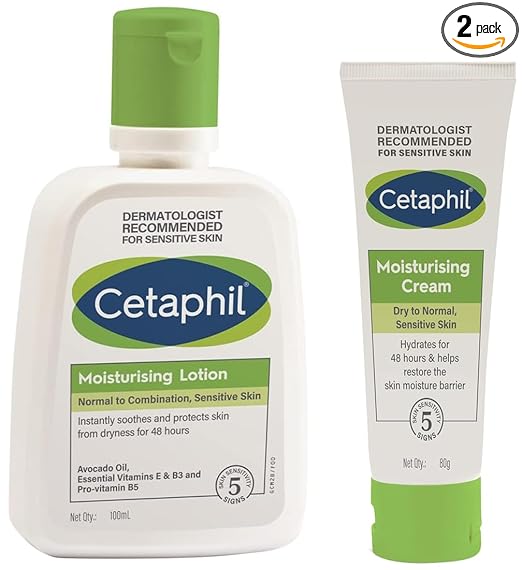 2
pack
DERMATOLOGIST
RECOMMENDED
FOR SENSITIVE SKIN
Cetaphil®
Moisturising Lotion
Normal to Combination, Sensitive Skin
Instantly soothes and protects skin
from dryness for 48 hours
Avocado Oil,
Essential Vitamins E & B3 and
Pro-vitamin B5
SKIN SENSITIVITY
5
SIGNS
Net Qty.: 100mL
DERMATOLOGIST
RECOMMENDED
FOR SENSITIVE SKIN
Cetaphil®
Moisturising
Cream
Dry to Normal,
Sensitive Skin
Hydrates for
48 hours & helps
restore the
skin moisture barrier
SKIN SENSITIVITY
5
SIGNS
Net Qty.: 80g